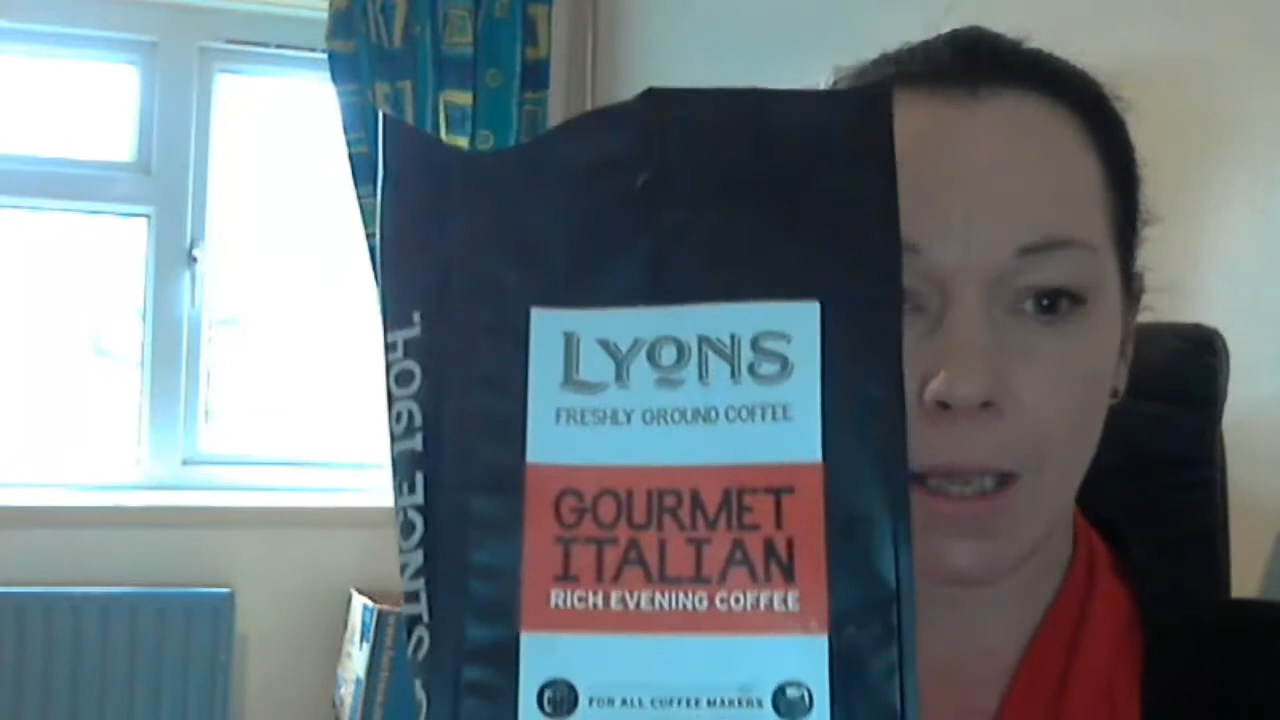 LYONS
FRESHLY GROUND COFFEE
GOURMET
ITALIAN
RICH EVENING COFFEE
FOR ALL COFFEE MAKERS
SINCE 1904.